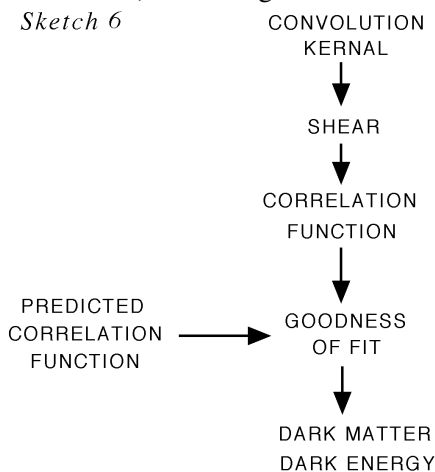 Sketch 6
CONVOLUTION
KERNAL
SHEAR
CORRELATION
FUNCTION
PREDICTED
CORRELATION
FUNCTION
GOODNESS
OF FIT
DARK MATTER
DARK ENERGY